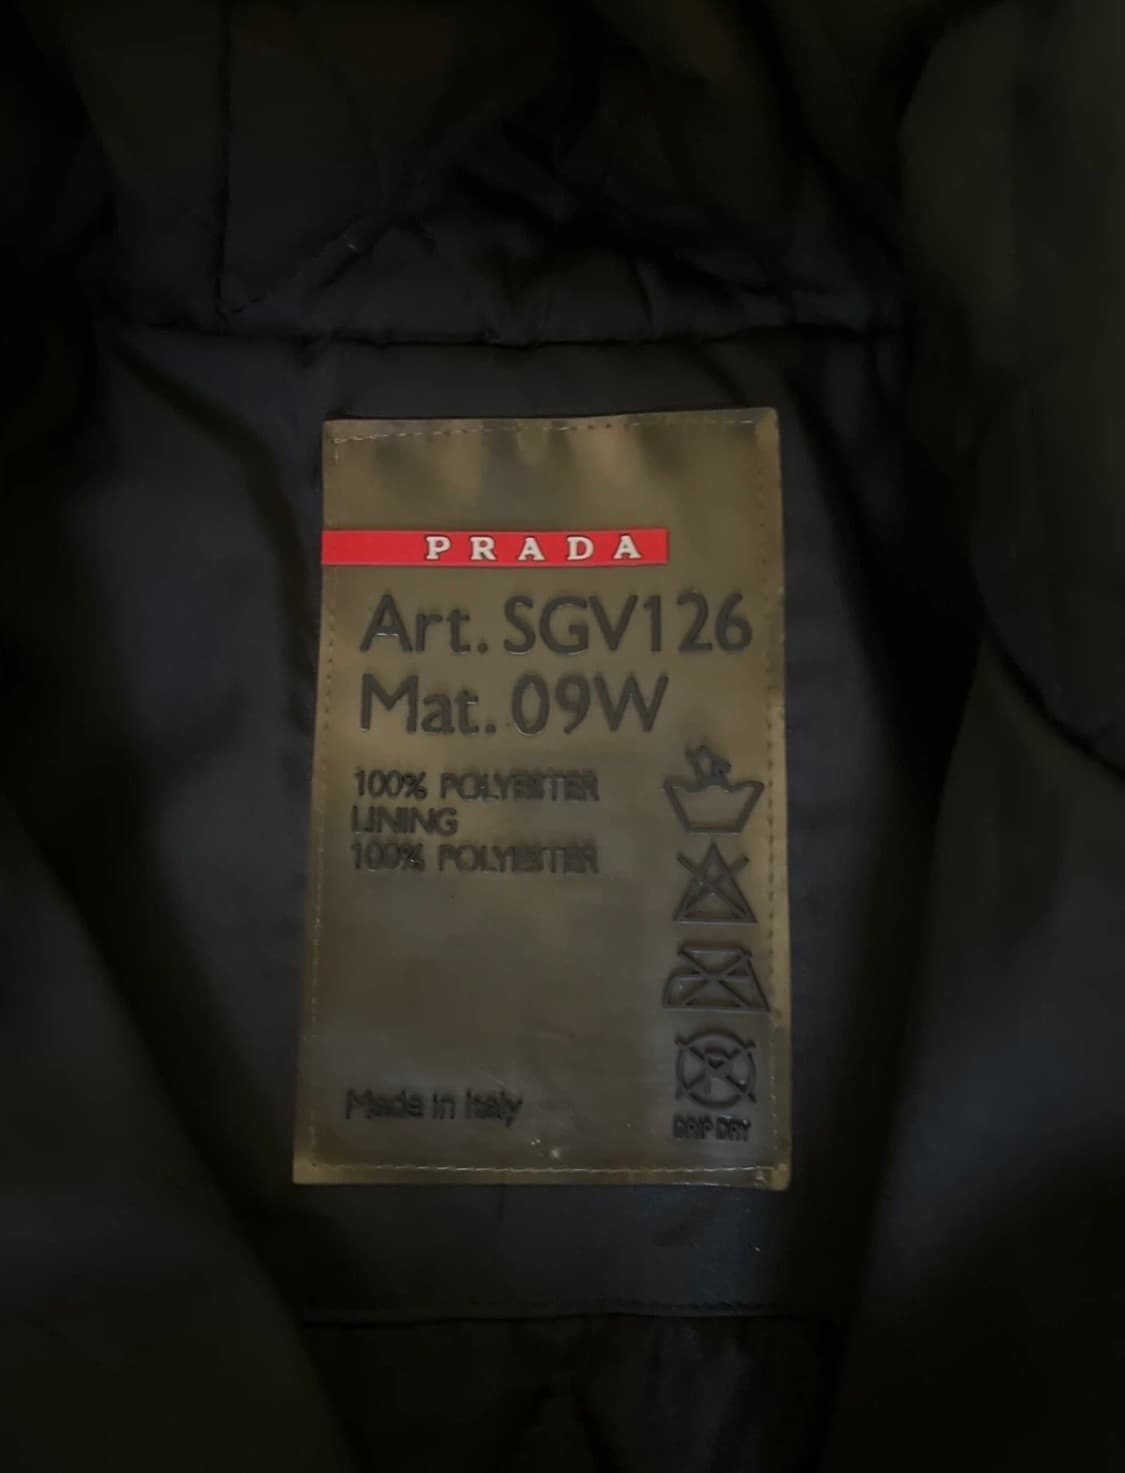 PRADA
Art. SGV126
Mat. 09W
100% POLYESTER
LINING
100% POLYESTER
Made in Italy
DRIP DRY